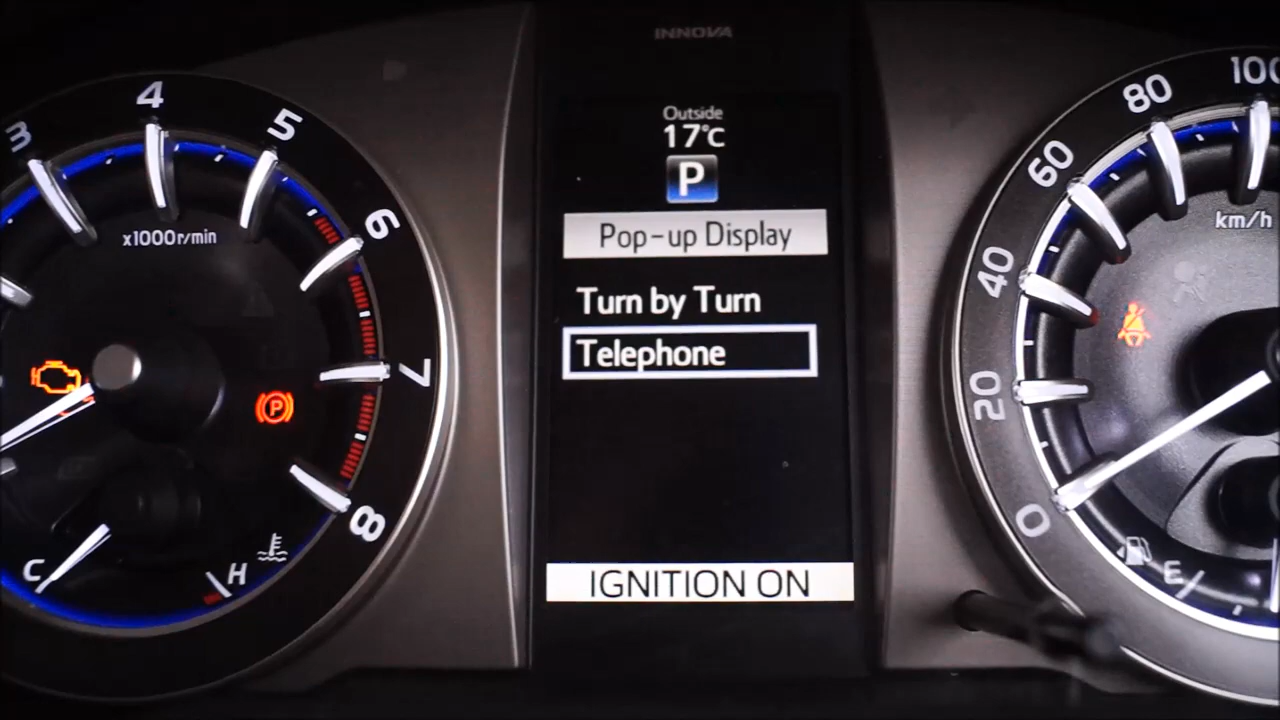 INNOVA
Outside
17°C
P
Pop-up Display
Turn by Turn
Telephone
IGNITION ON
3
4
5
6
7
8
x1000r/min
P
C
H
0
20
40
60
80
100
km/h
E